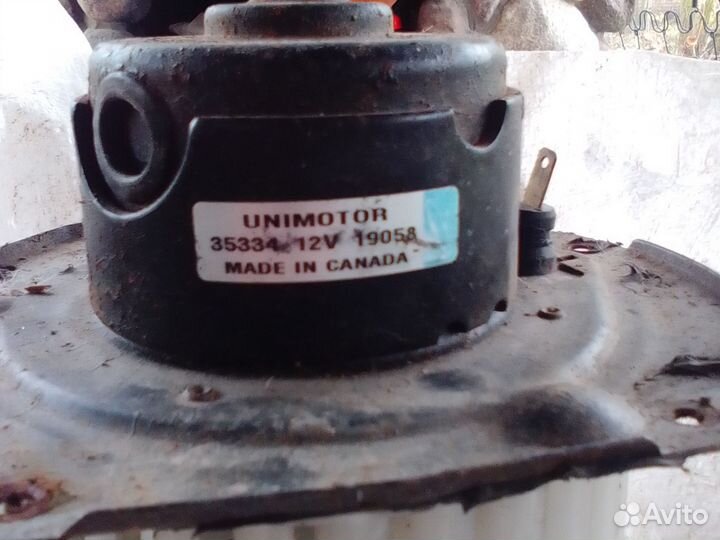 UNIMOTOR
35334 12V 19058
MADE IN CANADA
Avito